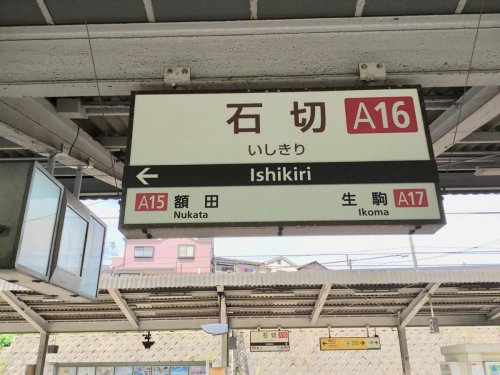 石切 A16
いしきり
← Ishikiri
A15 額田 生駒 A17
Nukata Ikoma